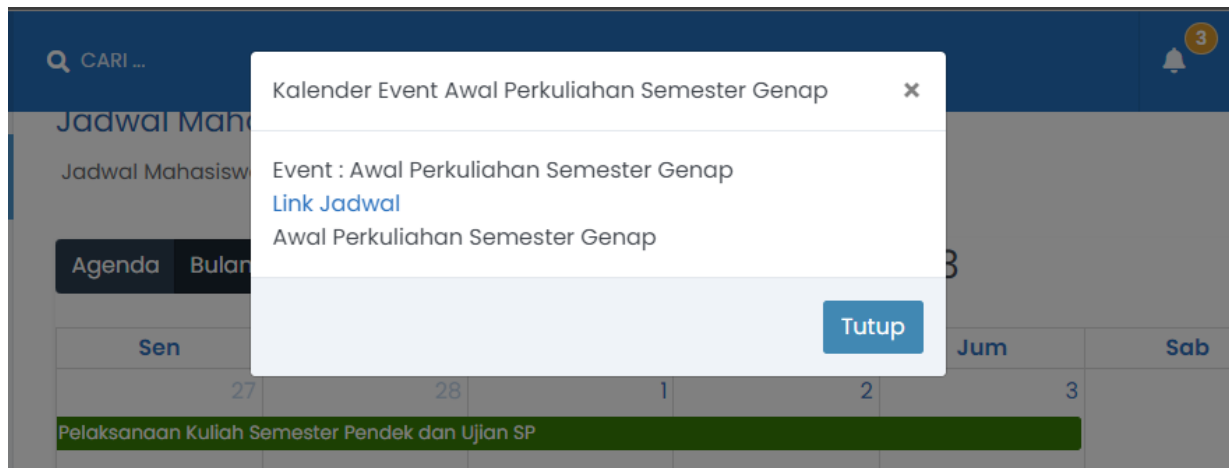 CARI ...
3
Kalender Event Awal Perkuliahan Semester Genap ×
Jadwal Mah
Jadwal Mahasisw
Event : Awal Perkuliahan Semester Genap
Link Jadwal
Awal Perkuliahan Semester Genap
Agenda Bulan 3
Tutup
Sen Jum Sab
27 28 1 2 3
Pelaksanaan Kuliah Semester Pendek dan Ujian SP